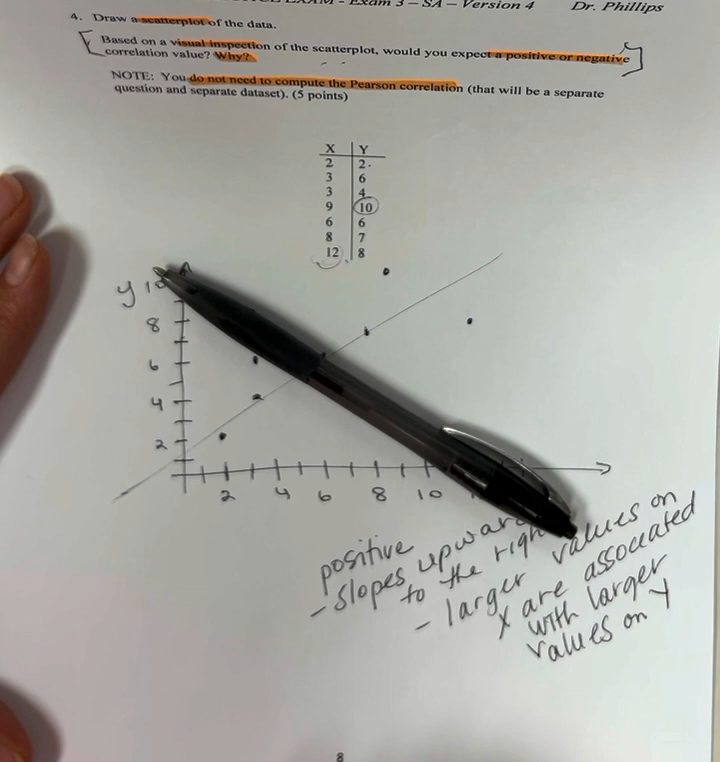 Exam 3 – SA – Version 4 Dr. Phillips
4. Draw a scatterplot of the data.
Based on a visual inspection of the scatterplot, would you expect a positive or negative
correlation value? Why?
NOTE: You do not need to compute the Pearson correlation (that will be a separate
question and separate dataset). (5 points)
X Y
2 2
3 6
3 4
9 10
6 6
8 7
12 8
y 10
8
6
4
2
2 4 6 8 10
positive
- slopes upward
to the right
- larger values on
x are associated
with larger
values on Y
8